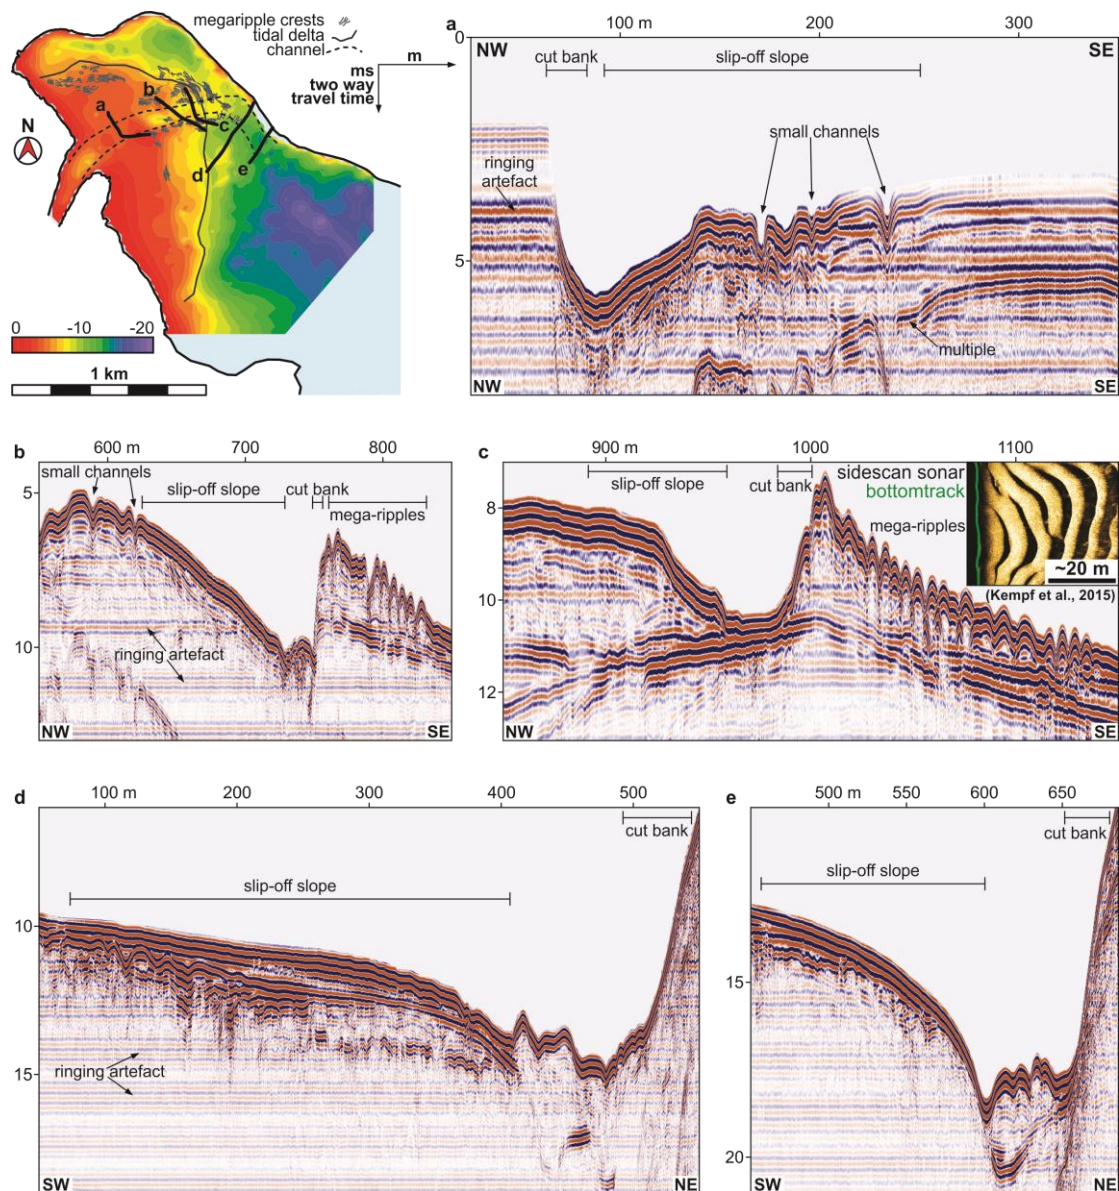 megaripple crests
tidal delta
channel
m
ms
two way
travel time
N
a
b
c
d
e
0 -10 -20
1 km
a
100 m 200 300
0
NW SE
cut bank slip-off slope
small channels
ringing
artefact
5
multiple
NW SE
b
600 m 700 800
5
small channels
slip-off slope
cut bank
mega-ripples
10
ringing artefact
NW SE
c
900 m 1000 1100
8
slip-off slope
cut bank
sidescan sonar
bottomtrack
mega-ripples
~20 m
(Kempf et al., 2015)
10
12
NW SE
d
100 m 200 300 400 500
cut bank
slip-off slope
10
15
ringing artefact
SW NE
e
500 m 550 600 650
cut bank
slip-off slope
15
20
SW NE